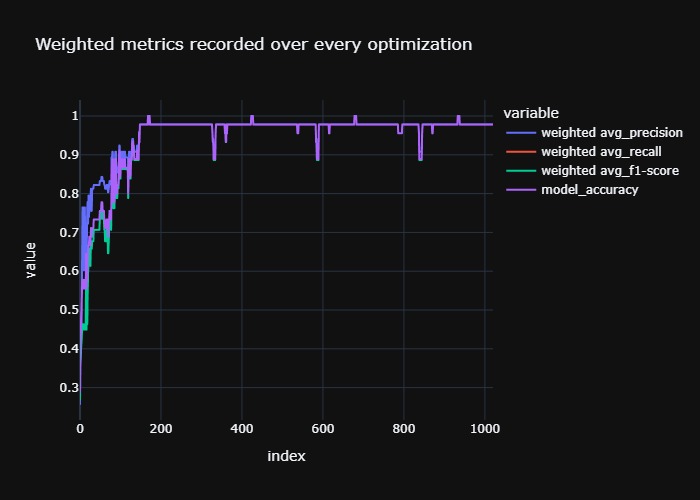 Weighted metrics recorded over every optimization
variable
weighted avg_precision
weighted avg_recall
weighted avg_f1-score
model_accuracy
value
1
0.9
0.8
0.7
0.6
0.5
0.4
0.3
0 200 400 600 800 1000
index